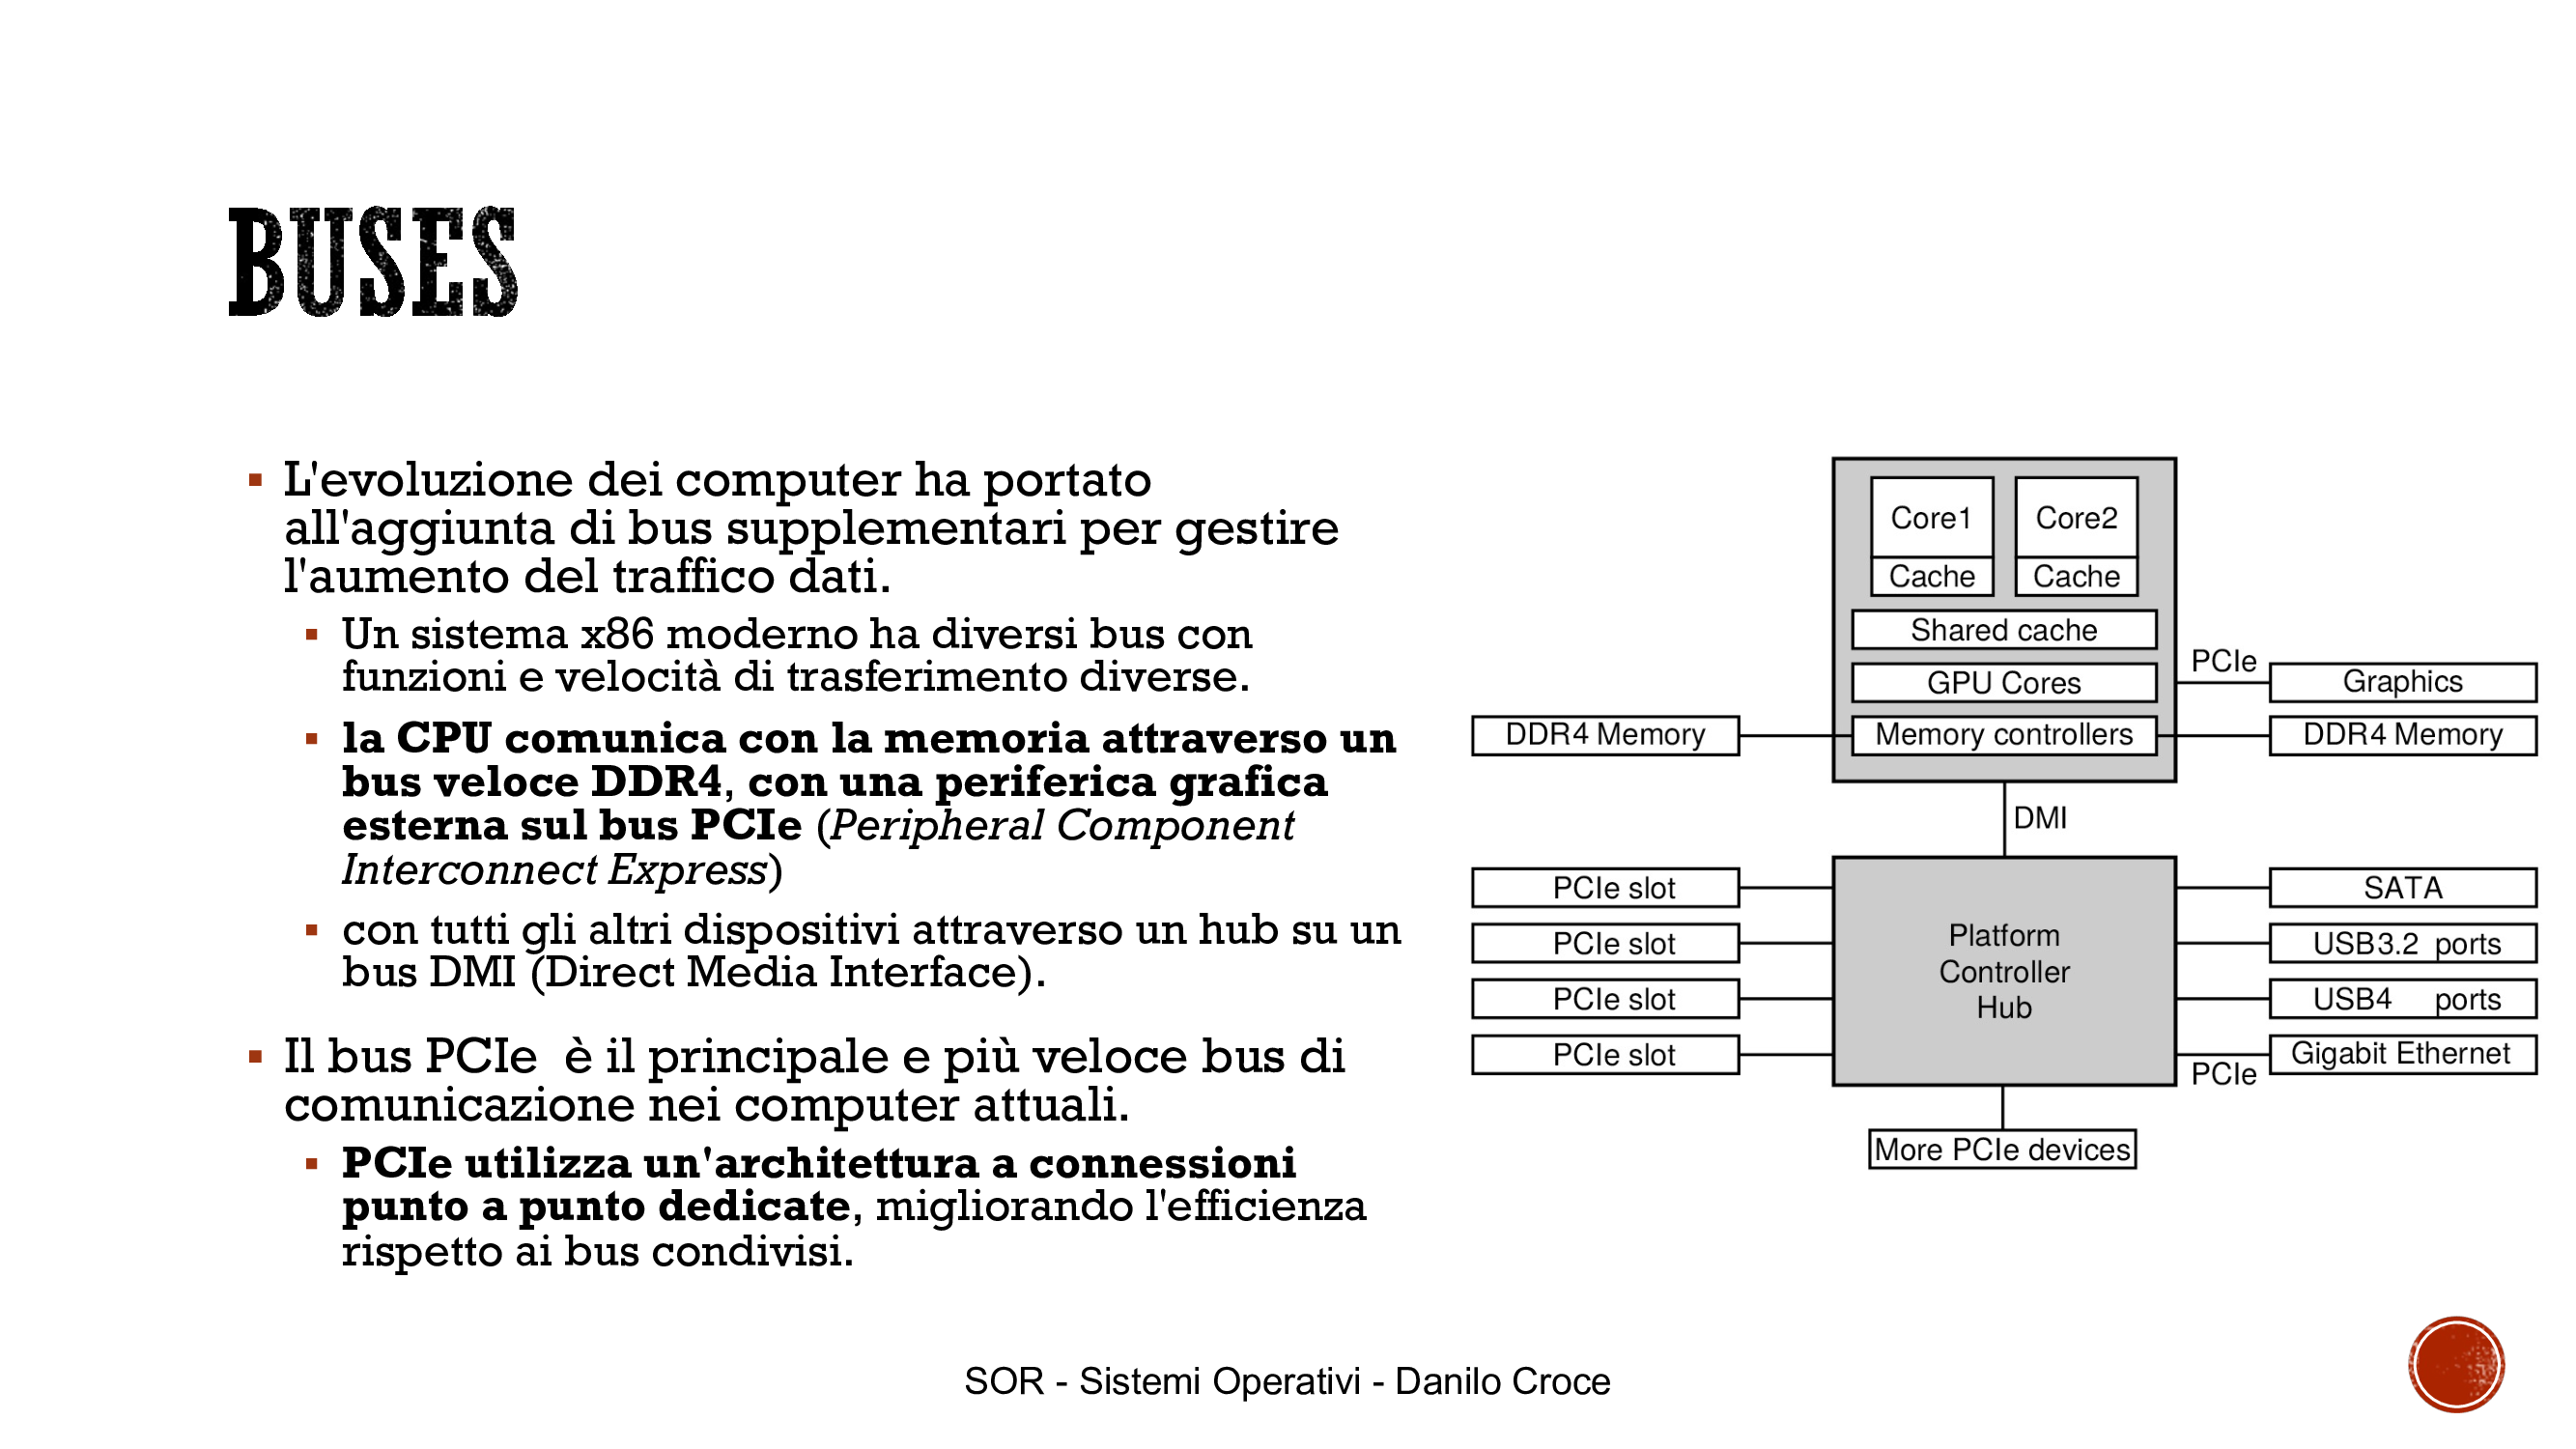 BUSES
L'evoluzione dei computer ha portato
all'aggiunta di bus supplementari per gestire
l'aumento del traffico dati.
Un sistema x86 moderno ha diversi bus con
funzioni e velocità di trasferimento diverse.
la CPU comunica con la memoria attraverso un
bus veloce DDR4, con una periferica grafica
esterna sul bus PCIe (Peripheral Component
Interconnect Express)
con tutti gli altri dispositivi attraverso un hub su un
bus DMI (Direct Media Interface).
Il bus PCIe  è il principale e più veloce bus di
comunicazione nei computer attuali.
PCIe utilizza un'architettura a connessioni
punto a punto dedicate, migliorando l'efficienza
rispetto ai bus condivisi.
Core1
Core2
Cache
Cache
Shared cache
GPU Cores
PCIe
Graphics
DDR4 Memory
Memory controllers
DDR4 Memory
DMI
PCIe slot
PCIe slot
PCIe slot
PCIe slot
Platform
Controller
Hub
SATA
USB3.2 ports
USB4 ports
Gigabit Ethernet
PCIe
More PCIe devices
SOR - Sistemi Operativi - Danilo Croce